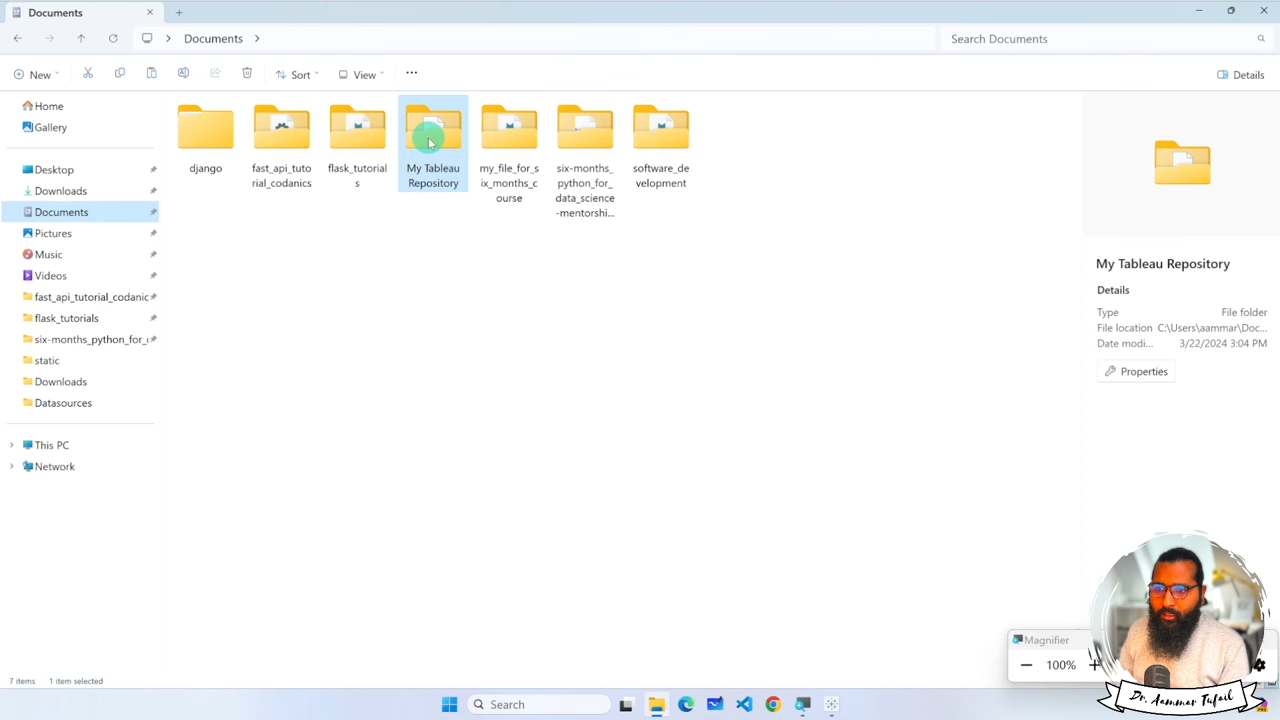 Documents
Documents
Search Documents
New
Sort
View
Details
Home
Gallery
Desktop
Downloads
Documents
Pictures
Music
Videos
fast_api_tutorial_codanic
flask_tutorials
six-months_python_for_
static
Downloads
Datasources
This PC
Network
django
fast_api_tuto
rial_codanics
flask_tutorial
s
My Tableau
Repository
my_file_for_s
ix_months_c
ourse
six-months_
python_for_
data_science
-mentorshi...
software_de
velopment
My Tableau Repository
Details
Type File folder
File location C:\Users\aammar\Doc...
Date modi... 3/22/2024 3:04 PM
Properties
Magnifier
100%
Dr. Aammar Tufail
7 items 1 item selected
Search